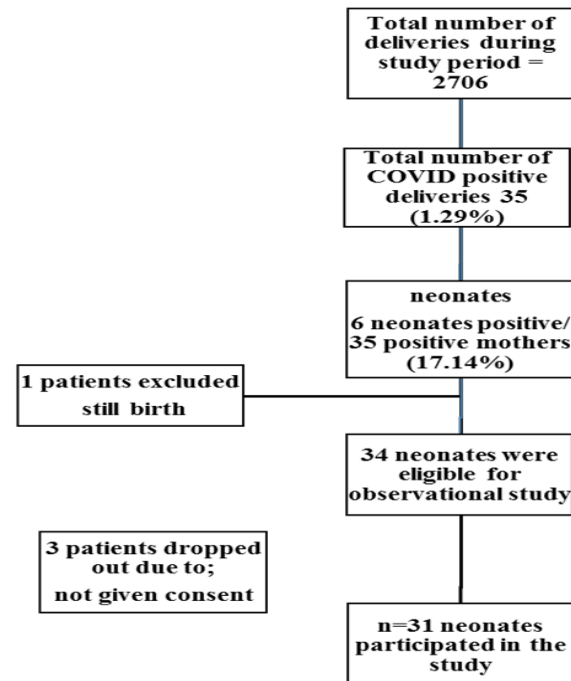 Total number of
deliveries during
study period =
2706
Total number of
COVID positive
deliveries 35
(1.29%)
neonates
6 neonates positive/
35 positive mothers
(17.14%)
1 patients excluded
still birth
34 neonates were
eligible for
observational study
3 patients dropped
out due to;
not given consent
n=31 neonates
participated in the
study